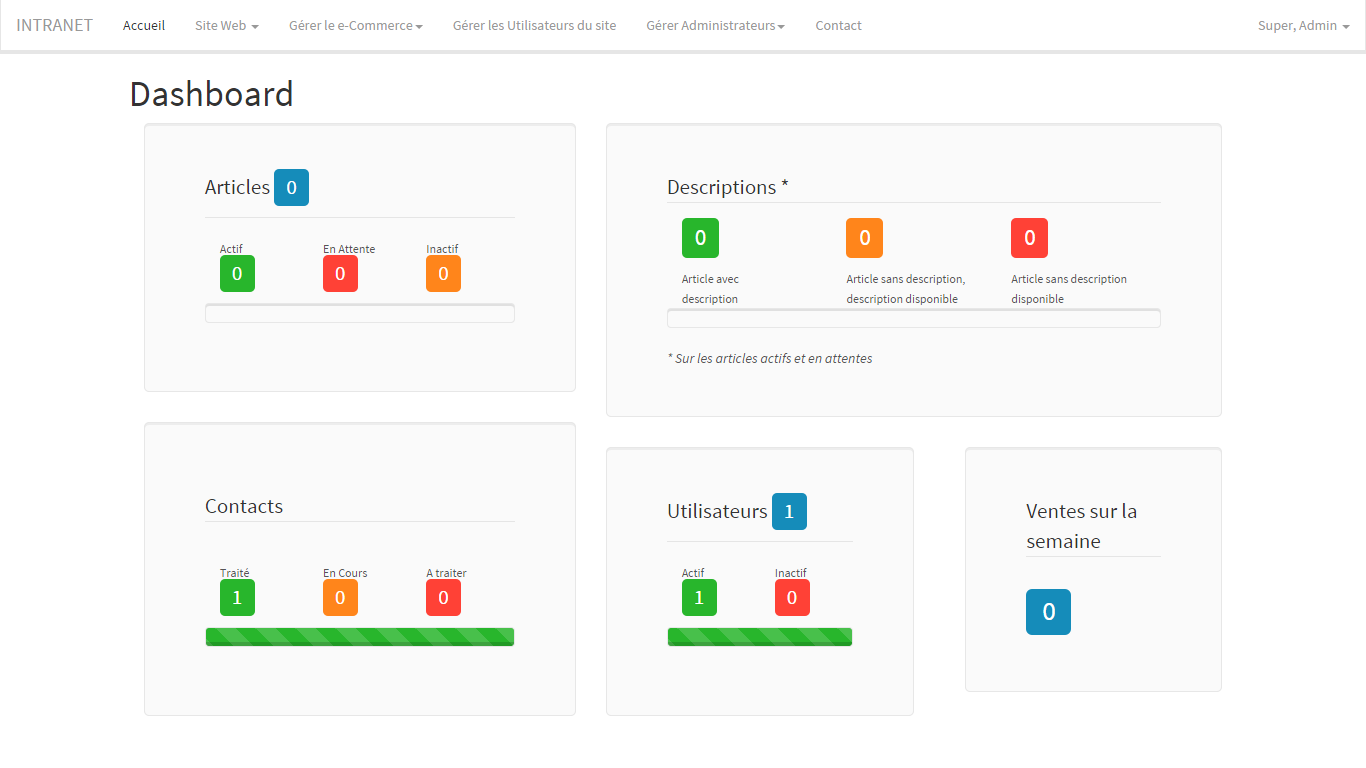 INTRANET Accueil Site Web Gérer le e-Commerce Gérer les Utilisateurs du site Gérer Administrateurs Contact Super, Admin
Dashboard
Articles 0
Actif En Attente Inactif
0 0 0
Descriptions *
0 0 0
Article avec description
Article sans description, description disponible
Article sans description disponible
* Sur les articles actifs et en attentes
Contacts
Traité En Cours A traiter
1 0 0
Utilisateurs 1
Actif Inactif
1 0
Ventes sur la
semaine
0